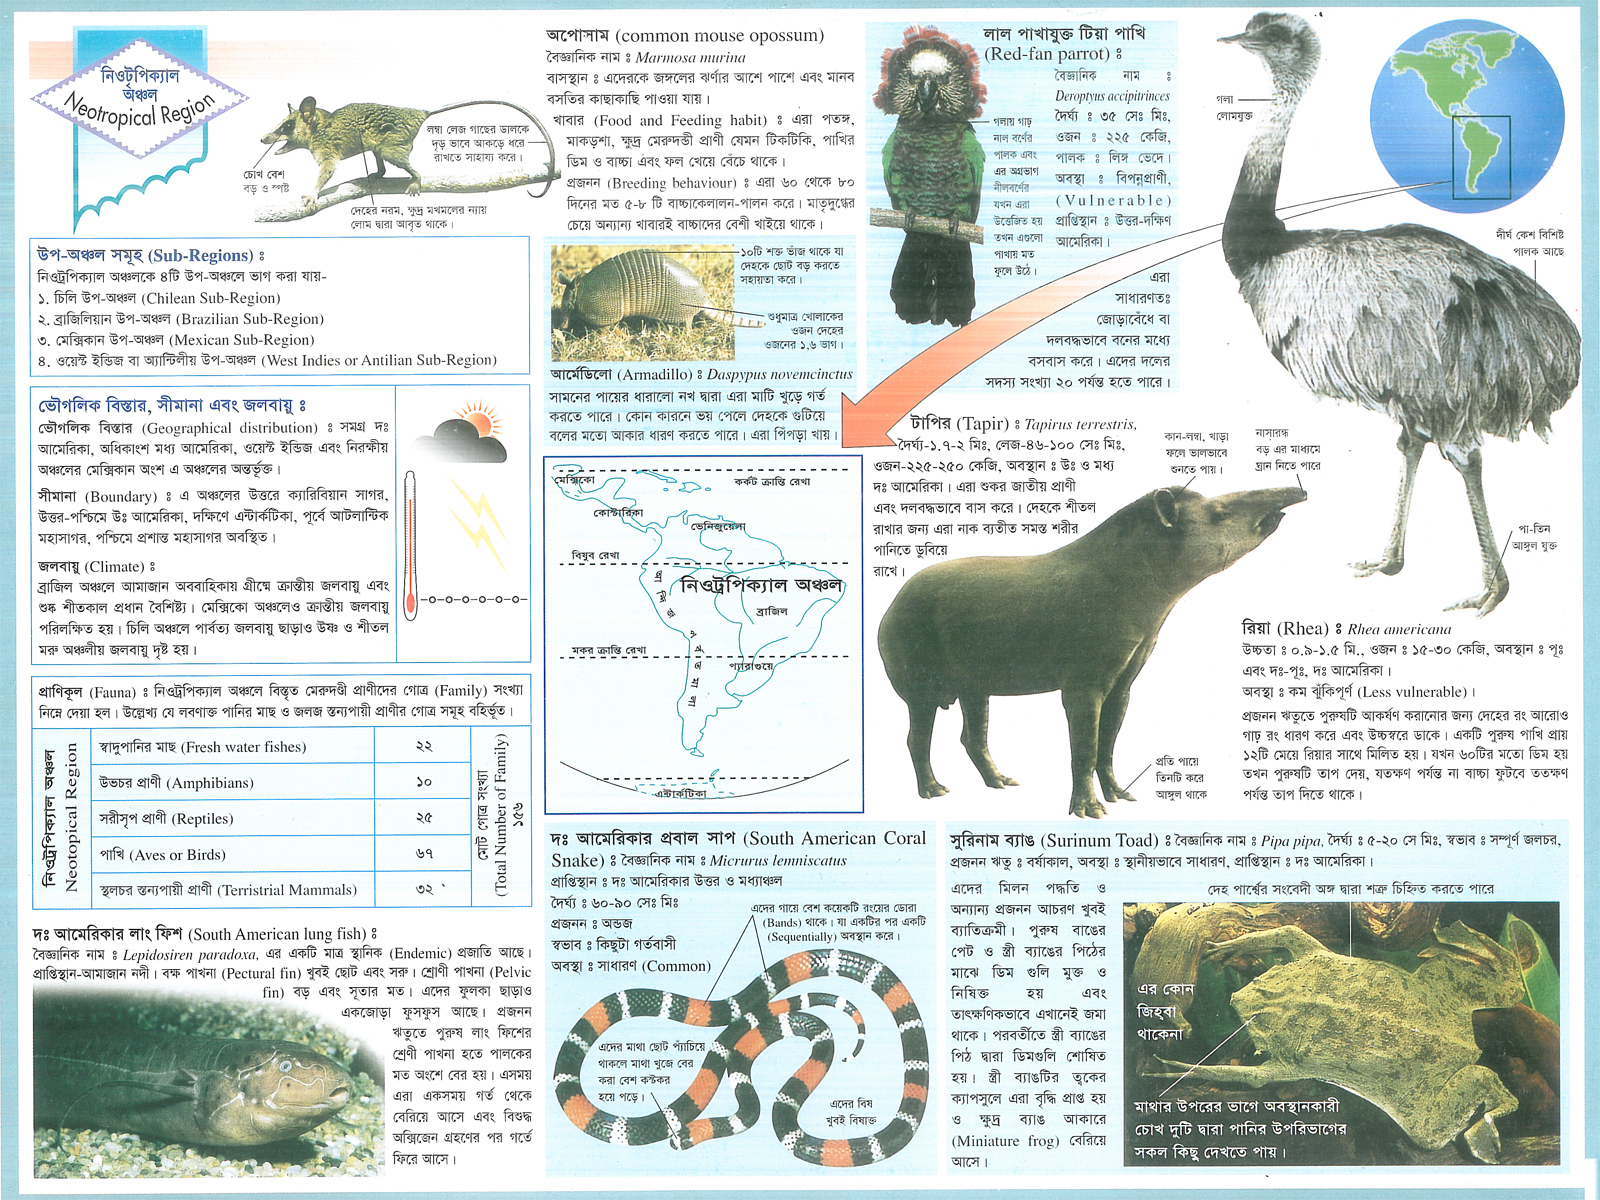 নিওট্রপিক্যাল
অঞ্চল
Neotropical Region
চোখ বেশ
বড় ও স্পষ্ট
লম্বা লেজ গাছের ডালকে
দৃঢ় ভাবে আকড়ে ধরে
রাখতে সাহায্য করে।
দেহের নরম, ক্ষুদ্র মখমলের ন্যায়
লোম দ্বারা আবৃত থাকে।
উপ-অঞ্চল সমূহ (Sub-Regions) ঃ
নিওট্রপিক্যাল অঞ্চলকে ৪টি উপ-অঞ্চলে ভাগ করা যায়-
১. চিলি উপ-অঞ্চল (Chilean Sub-Region)
২. ব্রাজিলিয়ান উপ-অঞ্চল (Brazilian Sub-Region)
৩. মেক্সিকান উপ-অঞ্চল (Mexican Sub-Region)
৪. ওয়েস্ট ইন্ডিজ বা অ্যান্টিলীয় উপ-অঞ্চল (West Indies or Antilian Sub-Region)
ভৌগলিক বিস্তার, সীমানা এবং জলবায়ু ঃ
ভৌগলিক বিস্তার (Geographical distribution) ঃ সমগ্র দঃ
আমেরিকা, অধিকাংশ মধ্য আমেরিকা, ওয়েস্ট ইন্ডিজ এবং নিরক্ষীয়
অঞ্চলের মেক্সিকান অংশ এ অঞ্চলের অন্তর্ভূক্ত।
সীমানা (Boundary) ঃ এ অঞ্চলের উত্তরে ক্যারিবিয়ান সাগর,
উত্তর-পশ্চিমে উঃ আমেরিকা, দক্ষিণে এন্টার্কটিকা, পূর্বে আটলান্টিক
মহাসাগর, পশ্চিমে প্রশান্ত মহাসাগর অবস্থিত।
জলবায়ু (Climate) ঃ
ব্রাজিল অঞ্চলে আমাজান অববাহিকায় গ্রীষ্মে ক্রান্তীয় জলবায়ু এবং
শুষ্ক শীতকাল প্রধান বৈশিষ্ট্য। মেক্সিকো অঞ্চলেও ক্রান্তীয় জলবায়ু
পরিলক্ষিত হয়। চিলি অঞ্চলে পার্বত্য জলবায়ু ছাড়াও উষ্ণ ও শীতল
মরু অঞ্চলীয় জলবায়ু দৃষ্ট হয়।
প্রাণিকূল (Fauna) ঃ নিওট্রপিক্যাল অঞ্চলে বিস্তৃত মেরুদণ্ডী প্রাণীদের গোত্র (Family) সংখ্যা
নিম্নে দেয়া হল। উল্লেখ্য যে লবণাক্ত পানির মাছ ও জলজ স্তন্যপায়ী প্রাণীর গোত্র সমূহ বহির্ভূত।
নিওট্রপিক্যাল অঞ্চল
Neotopical Region
স্বাদুপানির মাছ (Fresh water fishes) ২২
উভচর প্রাণী (Amphibians) ১০
সরীসৃপ প্রাণী (Reptiles) ২৫
পাখি (Aves or Birds) ৬৭
স্থলচর স্তন্যপায়ী প্রাণী (Terristrial Mammals) ৩২
মোট গোত্র সংখ্যা
(Total Number of Family)
১৫৬
দঃ আমেরিকার লাং ফিশ (South American lung fish) ঃ
বৈজ্ঞানিক নাম ঃ Lepidosiren paradoxa, এর একটি মাত্র স্থানিক (Endemic) প্রজাতি আছে।
প্রাপ্তিস্থান-আমাজান নদী। বক্ষ পাখনা (Pectural fin) খুবই ছোট এবং সরু। শ্রোণী পাখনা (Pelvic
fin) বড় এবং সূতার মত। এদের ফুলকা ছাড়াও
একজোড়া ফুসফুস আছে। প্রজনন
ঋতুতে পুরুষ লাং ফিশের
শ্রেণী পাখনা হতে পালকের
মত অংশে বের হয়। এসময়
এরা একসময় গর্ত থেকে
বেরিয়ে আসে এবং বিশুদ্ধ
অক্সিজেন গ্রহণের পর গর্তে
ফিরে আসে।
অপোসাম (common mouse opossum)
বৈজ্ঞানিক নাম ঃ Marmosa murina
বাসস্থান ঃ এদেরকে জঙ্গলের ঝর্ণার আশে পাশে এবং মানব
বসতির কাছাকাছি পাওয়া যায়।
খাবার (Food and Feeding habit) ঃ এরা পতঙ্গ,
মাকড়শা, ক্ষুদ্র মেরুদন্ডী প্রাণী যেমন টিকটিকি, পাখির
ডিম ও বাচ্চা এবং ফল খেয়ে বেঁচে থাকে।
প্রজনন (Breeding behaviour) ঃ এরা ৬০ থেকে ৮০
দিনের মত ৫-৮ টি বাচ্চাকেলালন-পালন করে। মাতৃদুগ্ধের
চেয়ে অন্যান্য খাবারই বাচ্চাদের বেশী খাইয়ে থাকে।
১০টি শক্ত ভাঁজ থাকে যা
দেহকে ছোট বড় করতে
সহায়তা করে।
শুধুমাত্র খোলাকের
ওজন দেহের
ওজনের ১,৬ ভাগ।
আর্মেডিলো (Armadillo) ঃ Daspypus novemcinctus
সামনের পায়ের ধারালো নখ দ্বারা এরা মাটি খুড়ে গর্ত
করতে পারে। কোন কারনে ভয় পেলে দেহকে গুটিয়ে
বলের মতো আকার ধারণ করতে পারে। এরা পিঁপড়া খায়।
মেক্সিকো
কর্কট ক্রান্তি রেখা
কোস্টারিকা
ভেনিজুয়েলা
বিষুব রেখা
নিওট্রপিক্যাল অঞ্চল
ব্রাজিল
আন্দিজ পর্বতমালা
মকর ক্রান্তি রেখা
প্যারাগুয়ে
এন্টার্কটিকা
লাল পাখাযুক্ত টিয়া পাখি
(Red-fan parrot) ঃ
বৈজ্ঞানিক নাম ঃ
Deroptyus accipitrinces
দৈর্ঘ্য ঃ ৩৫ সেঃ মিঃ,
ওজন ঃ ২২৫ কেজি,
পালক ঃ লিঙ্গ ভেদে।
অবস্থা ঃ বিপন্নপ্রাণী,
(Vulnerable)
প্রাপ্তিস্থান ঃ উত্তর-দক্ষিণ
আমেরিকা।
গলায় গাঢ়
নাল বর্ণের
পালক এবং
এর অগ্রভাগ
নীলবর্ণের
যখন এরা
উত্তেজিত হয়
তখন এগুলো
পাখায় মত
ফুলে উঠে।
এরা
সাধারণতঃ
জোড়াবেঁধে বা
দলবদ্ধভাবে বনের মধ্যে
বসবাস করে। এদের দলের
সদস্য সংখ্যা ২০ পর্যন্ত হতে পারে।
গলা
লোমযুক্ত
দীর্ঘ কেশ বিশিষ্ট
পালক আছে
পা-তিন
আঙ্গুল যুক্ত
টাপির (Tapir) ঃ Tapirus terrestris,
দৈর্ঘ্য-১.৭-২ মিঃ, লেজ-৪৬-১০০ সেঃ মিঃ,
ওজন-২২৫-২৫০ কেজি, অবস্থান ঃ উঃ ও মধ্য
দঃ আমেরিকা। এরা শুকর জাতীয় প্রাণী
এবং দলবদ্ধভাবে বাস করে। দেহকে শীতল
রাখার জন্য এরা নাক ব্যতীত সমস্ত শরীর
পানিতে ডুবিয়ে
রাখে।
কান-লম্বা, খাড়া
ফলে ভালভাবে
শুনতে পায়।
নাসারন্ধ
বড় এর মাধ্যমে
ঘ্রান নিতে পারে
প্রতি পায়ে
তিনটি করে
আঙ্গুল থাকে
রিয়া (Rhea) ঃ Rhea americana
উচ্চতা ঃ ০.৯-১.৫ মি., ওজন ঃ ১৫-৩০ কেজি, অবস্থান ঃ পূঃ
এবং দঃ-পূঃ, দঃ আমেরিকা।
অবস্থা ঃ কম ঝুঁকিপূর্ণ (Less vulnerable)।
প্রজনন ঋতুতে পুরুষটি আকর্ষণ করানোর জন্য দেহের রং আরোও
গাঢ় রং ধারণ করে এবং উচ্চস্বরে ডাকে। একটি পুরুষ পাখি প্রায়
১২টি মেয়ে রিয়ার সাথে মিলিত হয়। যখন ৬০টির মতো ডিম হয়
তখন পুরুষটি তাপ দেয়, যতক্ষণ পর্যন্ত না বাচ্চা ফুটবে ততক্ষণ
পর্যন্ত তাপ দিতে থাকে।
দঃ আমেরিকার প্রবাল সাপ (South American Coral
Snake) ঃ বৈজ্ঞানিক নাম ঃ Micrurus lemniscatus
প্রাপ্তিস্থান ঃ দঃ আমেরিকার উত্তর ও মধ্যাঞ্চল
দৈর্ঘ্য ঃ ৬০-৯০ সেঃ মিঃ
প্রজনন ঃ অন্ডজ
স্বভাব ঃ কিছুটা গর্তবাসী
অবস্থা ঃ সাধারণ (Common)
এদের গায়ে বেশ কয়েকটি রংয়ের ডোরা
(Bands) থাকে। যা একটির পর একটি
(Sequentially) অবস্থান করে।
এদের মাথা ছোট প্যাঁচিয়ে
থাকলে মাথা খুজে বের
করা বেশ কস্টকর
হয়ে পড়ে।
এদের বিষ
খুবই বিষাক্ত
সুরিনাম ব্যাঙ (Surinum Toad) ঃ বৈজ্ঞানিক নাম ঃ Pipa pipa, দৈর্ঘ্য ঃ ৫-২০ সে মিঃ, স্বভাব ঃ সম্পূর্ণ জলচর,
প্রজনন ঋতু ঃ বর্ষাকাল, অবস্থা ঃ স্থানীয়ভাবে সাধারণ, প্রাপ্তিস্থান ঃ দঃ আমেরিকা।
এদের মিলন পদ্ধতি ও
অন্যান্য প্রজনন আচরণ খুবই
ব্যাতিক্রমী। পুরুষ ব্যাঙের
পেট ও স্ত্রী ব্যাঙের পিঠের
মাঝে ডিম গুলি মুক্ত ও
নিষিক্ত হয় এবং
তাৎক্ষণিকভাবে এখানেই জমা
থাকে। পরবর্তীতে স্ত্রী ব্যাঙের
পিঠ দ্বারা ডিমগুলি শোষিত
হয়। স্ত্রী ব্যাঙটির ত্বকের
ক্যাপসুলে এরা বৃদ্ধি প্রাপ্ত হয়
ও ক্ষুদ্র ব্যাঙ আকারে
(Miniature frog) বেরিয়ে
আসে।
দেহ পার্শ্বের সংবেদী অঙ্গ দ্বারা শত্রু চিহ্নিত করতে পারে
এর কোন
জিহ্বা
থাকেনা
মাথার উপরের ভাগে অবস্থানকারী
চোখ দুটি দ্বারা পানির উপরিভাগের
সকল কিছু দেখতে পায়।